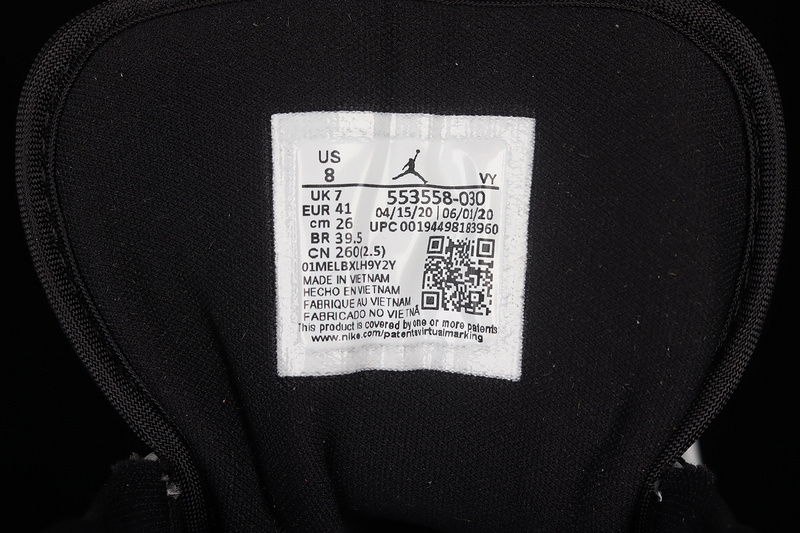 US
8 VY
UK 7 553558-030
EUR 41 04/15/20 | 06/01/20
cm 26 UPC 00194498183960
BR 39.5
CN 260(2.5)
01MELBXLH9Y2Y
MADE IN VIETNAM
HECHO EN VIETNAM
FABRIQUE AU VIETNAM
FABRICADO NO VIETNÃ
This product is covered by one or more patents
www.nike.com/patentsvirtualmarking